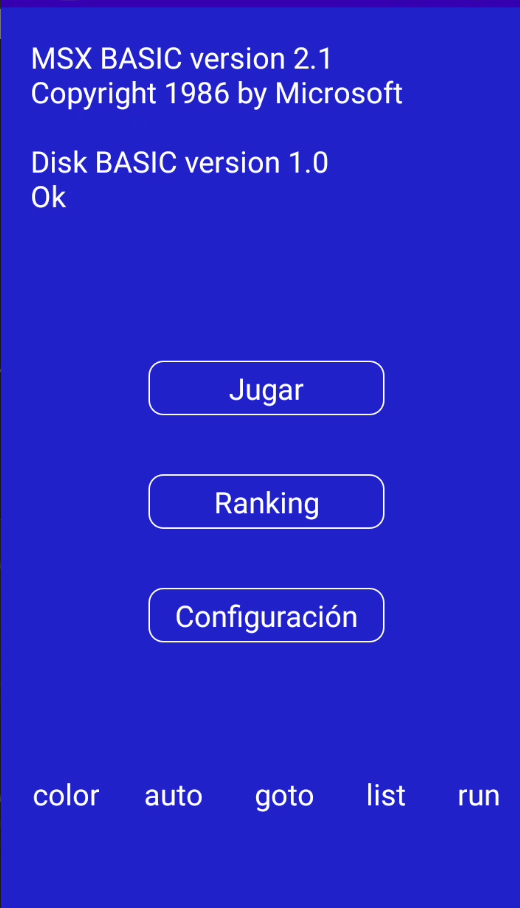 MSX BASIC version 2.1
Copyright 1986 by Microsoft
Disk BASIC version 1.0
Ok
Jugar
Ranking
Configuración
color auto goto list run